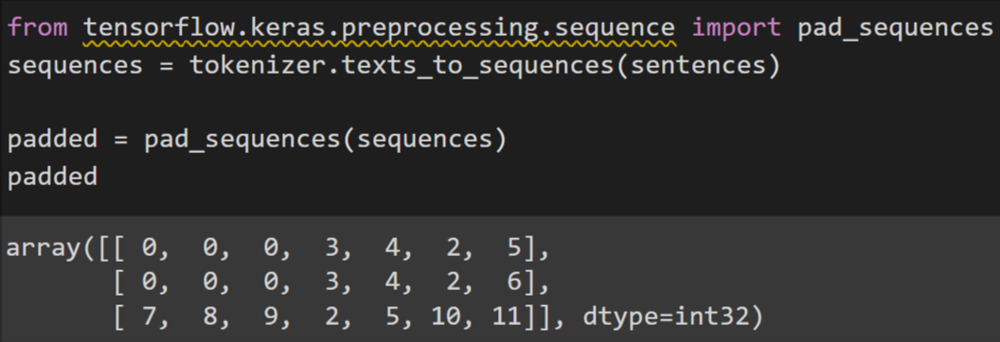 from tensorflow.keras.preprocessing.sequence import pad_sequences
sequences = tokenizer.texts_to_sequences(sentences)
padded = pad_sequences(sequences)
padded
array([[ 0,  0,  0,  3,  4,  2,  5],
       [ 0,  0,  0,  3,  4,  2,  6],
       [ 7,  8,  9,  2,  5, 10, 11]], dtype=int32)